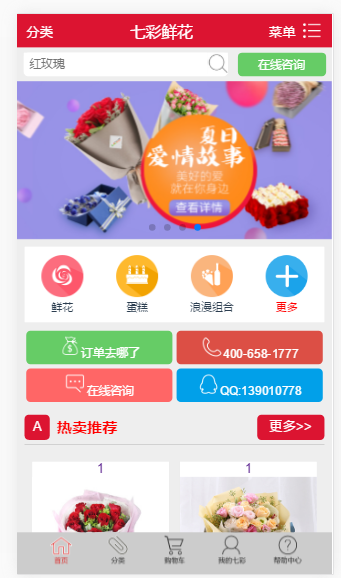 分类 七彩鲜花 菜单
红玫瑰 在线咨询
夏日
爱情故事
美好的爱
就在你身边
查看详情
鲜花 蛋糕 浪漫组合 更多
订单去哪了 400-658-1777
在线咨询 QQ:139010778
A 热卖推荐 更多>>
1 1
首页 分类 购物车 我的七彩 帮助中心